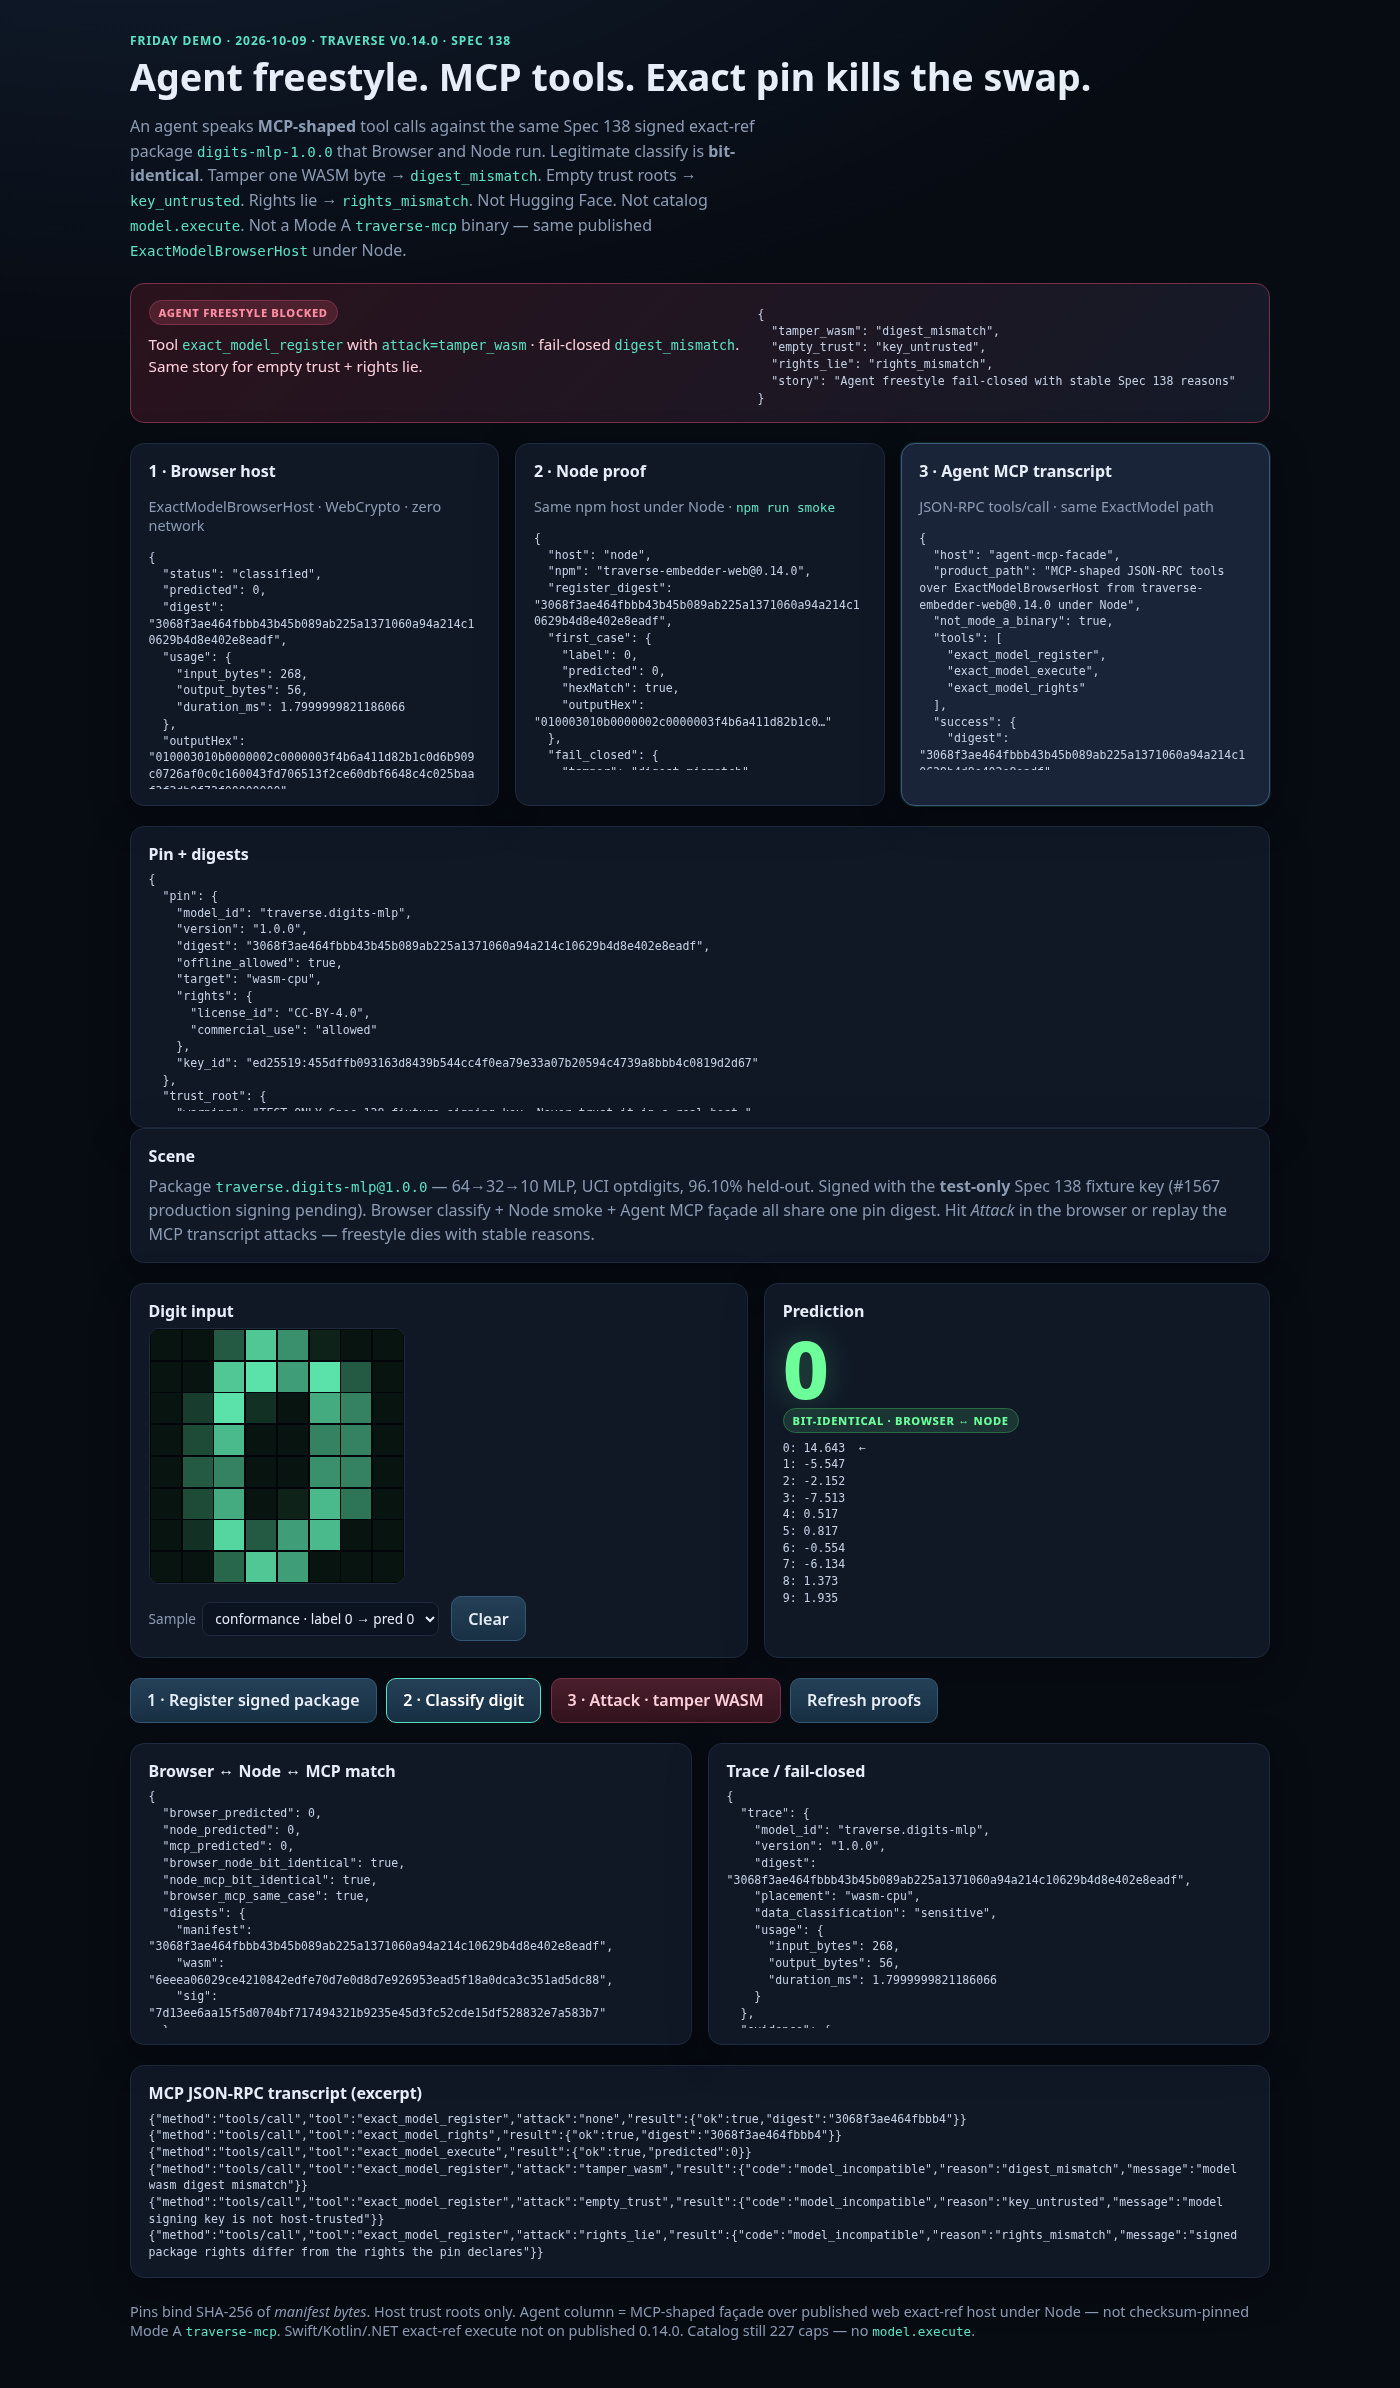 FRIDAY DEMO · 2026-10-09 · TRAVERSE V0.14.0 · SPEC 138
Agent freestyle. MCP tools. Exact pin kills the swap.
An agent speaks MCP-shaped tool calls against the same Spec 138 signed exact-ref
package digits-mlp-1.0.0 that Browser and Node run. Legitimate classify is bit-
identical. Tamper one WASM byte → digest_mismatch. Empty trust roots →
key_untrusted. Rights lie → rights_mismatch. Not Hugging Face. Not catalog
model.execute. Not a Mode A traverse-mcp binary — same published
ExactModelBrowserHost under Node.
AGENT FREESTYLE BLOCKED
Tool exact_model_register with attack=tamper_wasm · fail-closed digest_mismatch.
Same story for empty trust + rights lie.
{
"tamper_wasm": "digest_mismatch",
"empty_trust": "key_untrusted",
"rights_lie": "rights_mismatch",
"story": "Agent freestyle fail-closed with stable Spec 138 reasons"
}
1 · Browser host
ExactModelBrowserHost · WebCrypto · zero
network
{
"status": "classified",
"predicted": 0,
"digest":
"3068f3ae464fbbb43b45b089ab225a1371060a94a214c1
0629b4d8e402e8eadf",
"usage": {
"input_bytes": 268,
"output_bytes": 56,
"duration_ms": 1.7999999821186066
},
"outputHex":
"010003010b0000002c0000003f4b6a411d82b1c0d6b909
c0726af0c0c160043fd706513f2ce60dbf6648c4c025baa
2 · Node proof
Same npm host under Node · npm run smoke
{
"host": "node",
"npm": "traverse-embedder-web@0.14.0",
"register_digest":
"3068f3ae464fbbb43b45b089ab225a1371060a94a214c1
0629b4d8e402e8eadf",
"first_case": {
"label": 0,
"predicted": 0,
"hexMatch": true,
"outputHex":
"010003010b0000002c0000003f4b6a411d82b1c0…"
},
"fail_closed": {
"tamper": "digest_mismatch"
3 · Agent MCP transcript
JSON-RPC tools/call · same ExactModel path
{
"host": "agent-mcp-facade",
"product_path": "MCP-shaped JSON-RPC tools
over ExactModelBrowserHost from traverse-
embedder-web@0.14.0 under Node",
"not_mode_a_binary": true,
"tools": [
"exact_model_register",
"exact_model_execute",
"exact_model_rights"
],
"success": {
"digest":
"3068f3ae464fbbb43b45b089ab225a1371060a94a214c1
0629b4d8e402e8eadf"
Pin + digests
{
"pin": {
"model_id": "traverse.digits-mlp",
"version": "1.0.0",
"digest": "3068f3ae464fbbb43b45b089ab225a1371060a94a214c10629b4d8e402e8eadf",
"offline_allowed": true,
"target": "wasm-cpu",
"rights": {
"license_id": "CC-BY-4.0",
"commercial_use": "allowed"
},
"key_id": "ed25519:455dffb093163d8439b544cc4f0ea79e33a07b20594c4739a8bbb4c0819d2d67"
},
"trust_root": {
"warning": "TEST-ONLY Spec 138 fixture signing key. Never trust it in a real host."
Scene
Package traverse.digits-mlp@1.0.0 — 64→32→10 MLP, UCI optdigits, 96.10% held-out. Signed with the test-only Spec 138 fixture key (#1567
production signing pending). Browser classify + Node smoke + Agent MCP façade all share one pin digest. Hit Attack in the browser or replay the
MCP transcript attacks — freestyle dies with stable reasons.
Digit input
Sample conformance · label 0 → pred 0 Clear
Prediction
0
BIT-IDENTICAL · BROWSER ↔ NODE
0: 14.643 ←
1: -5.547
2: -2.152
3: -7.513
4: 0.517
5: 0.817
6: -0.554
7: -6.134
8: 1.373
9: 1.935
1 · Register signed package
2 · Classify digit
3 · Attack · tamper WASM
Refresh proofs
Browser ↔ Node ↔ MCP match
{
"browser_predicted": 0,
"node_predicted": 0,
"mcp_predicted": 0,
"browser_node_bit_identical": true,
"node_mcp_bit_identical": true,
"browser_mcp_same_case": true,
"digests": {
"manifest":
"3068f3ae464fbbb43b45b089ab225a1371060a94a214c10629b4d8e402e8eadf",
"wasm":
"6eeea06029ce4210842edfe70d7e0d8d7e926953ead5f18a0dca3c351ad5dc88",
"sig":
"7d13ee6aa15f5d0704bf717494321b9235e45d3fc52cde15df528832e7a583b7"
}
Trace / fail-closed
{
"trace": {
"model_id": "traverse.digits-mlp",
"version": "1.0.0",
"digest":
"3068f3ae464fbbb43b45b089ab225a1371060a94a214c10629b4d8e402e8eadf",
"placement": "wasm-cpu",
"data_classification": "sensitive",
"usage": {
"input_bytes": 268,
"output_bytes": 56,
"duration_ms": 1.7999999821186066
}
},
"evidence": {
MCP JSON-RPC transcript (excerpt)
{"method":"tools/call","tool":"exact_model_register","attack":"none","result":{"ok":true,"digest":"3068f3ae464fbbb4"}}
{"method":"tools/call","tool":"exact_model_rights","result":{"ok":true,"digest":"3068f3ae464fbbb4"}}
{"method":"tools/call","tool":"exact_model_execute","result":{"ok":true,"predicted":0}}
{"method":"tools/call","tool":"exact_model_register","attack":"tamper_wasm","result":{"code":"model_incompatible","reason":"digest_mismatch","message":"model
wasm digest mismatch"}}
{"method":"tools/call","tool":"exact_model_register","attack":"empty_trust","result":{"code":"model_incompatible","reason":"key_untrusted","message":"model
signing key is not host-trusted"}}
{"method":"tools/call","tool":"exact_model_register","attack":"rights_lie","result":{"code":"model_incompatible","reason":"rights_mismatch","message":"signed
package rights differ from the rights the pin declares"}}
Pins bind SHA-256 of manifest bytes. Host trust roots only. Agent column = MCP-shaped façade over published web exact-ref host under Node — not checksum-pinned
Mode A traverse-mcp. Swift/Kotlin/.NET exact-ref execute not on published 0.14.0. Catalog still 227 caps — no model.execute.